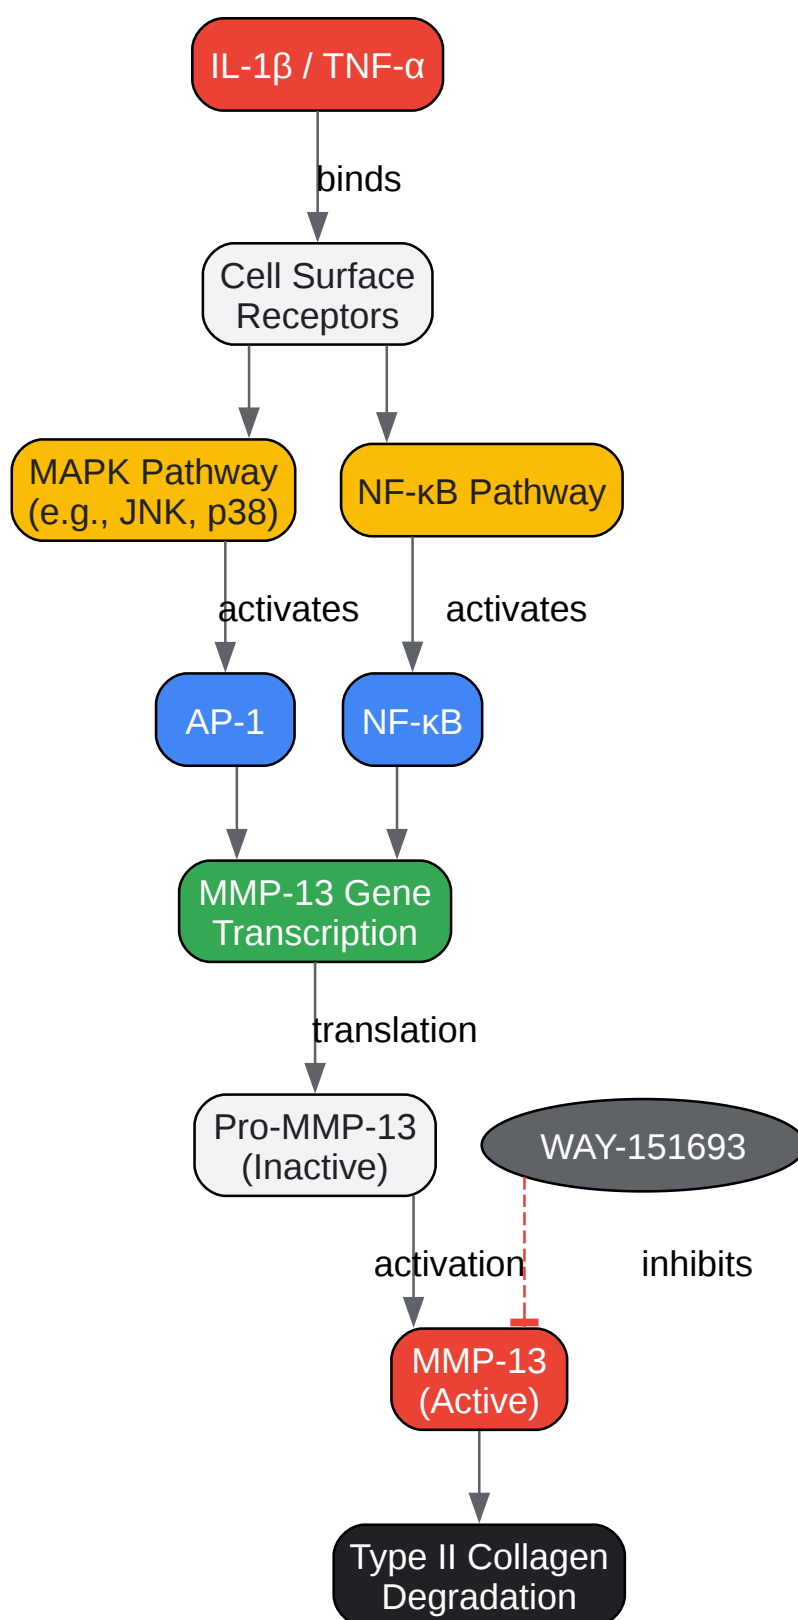 IL-1β / TNF-α
binds
Cell Surface
Receptors
MAPK Pathway
(e.g., JNK, p38)
NF-κB Pathway
activates
activates
AP-1
NF-κB
MMP-13 Gene
Transcription
translation
Pro-MMP-13
(Inactive)
WAY-151693
activation
inhibits
MMP-13
(Active)
Type II Collagen
Degradation